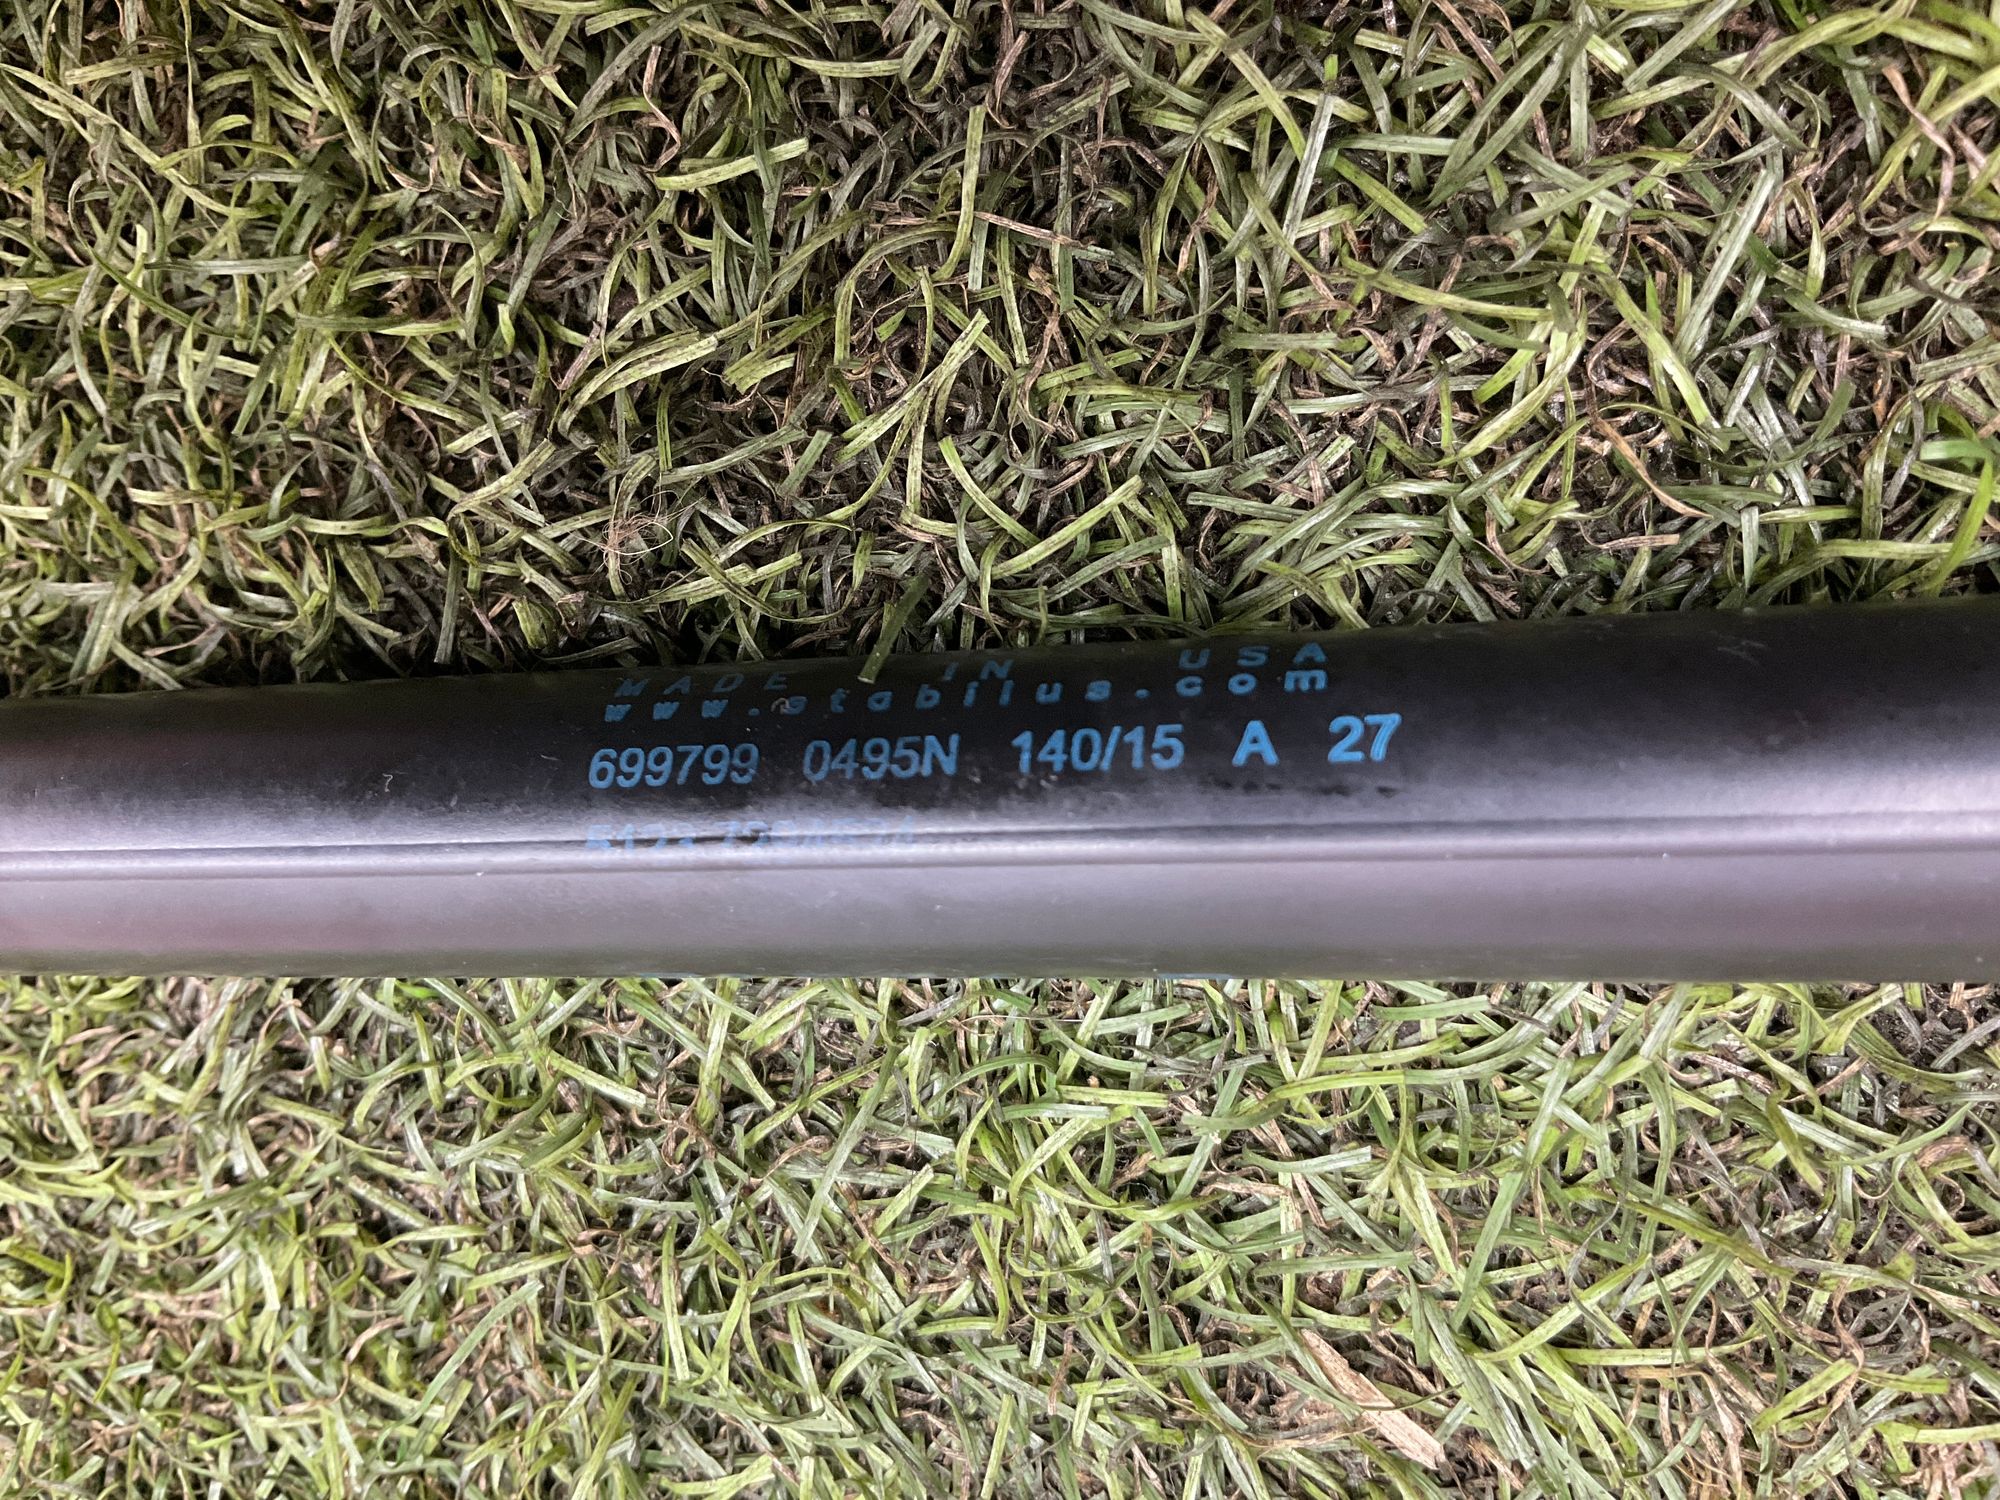 MADE IN USA
www.stabilus.com
699799 0495N 140/15 A 27